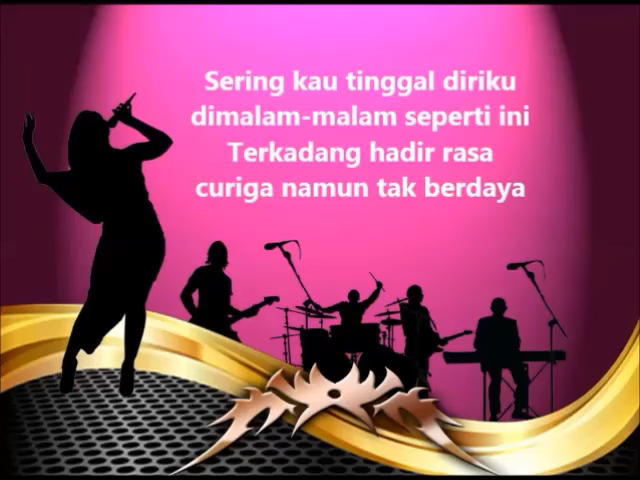 Sering kau tinggal diriku
dimalam-malam seperti ini
Terkadang hadir rasa
curiga namun tak berdaya